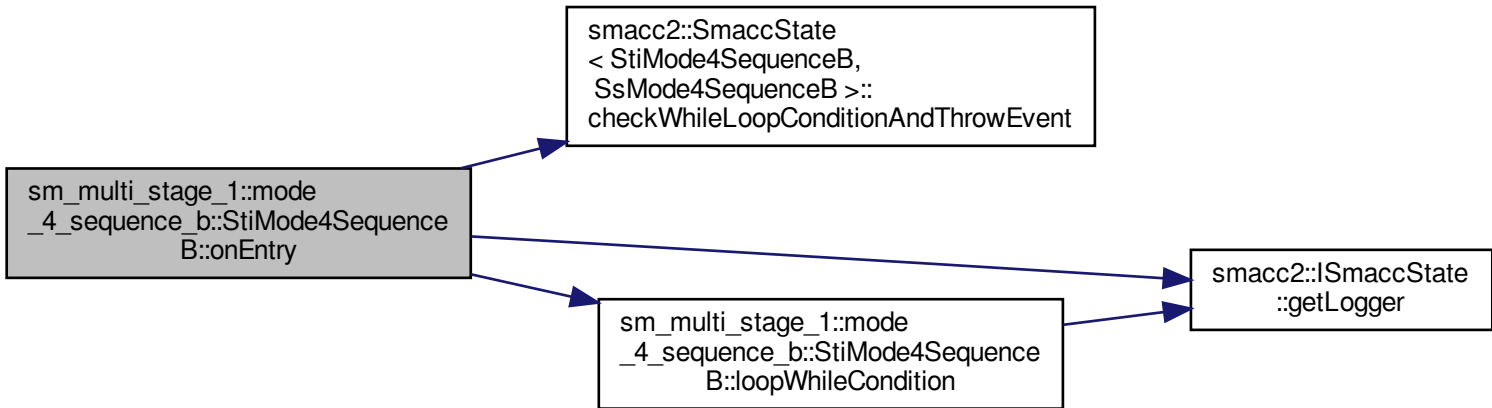 smacc2::SmaccState
< StiMode4SequenceB,
SsMode4SequenceB >::
checkWhileLoopConditionAndThrowEvent
sm_multi_stage_1::mode
_4_sequence_b::StiMode4Sequence
B::onEntry
smacc2::ISmaccState
::getLogger
sm_multi_stage_1::mode
_4_sequence_b::StiMode4Sequence
B::loopWhileCondition